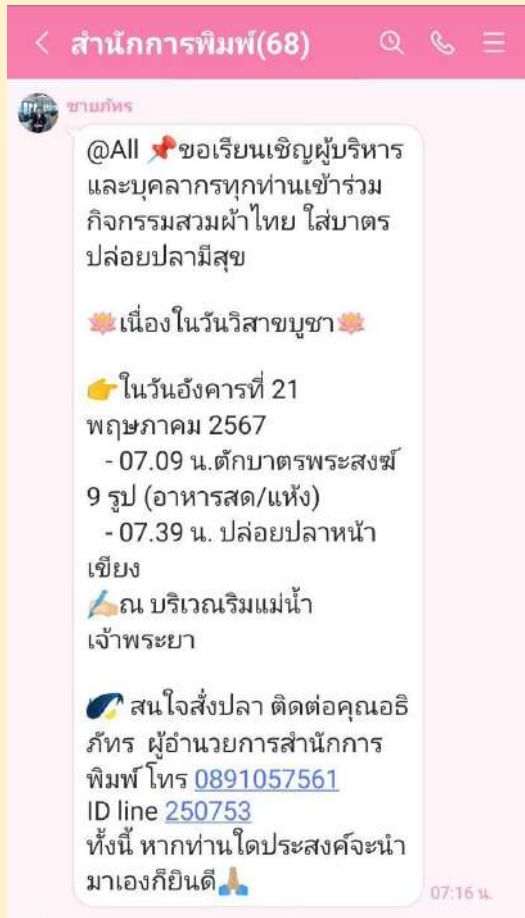 สำนักการพิมพ์(68)
ชายภัทร
@All 📌ขอเรียนเชิญผู้บริหาร
และบุคลากรทุกท่านเข้าร่วม
กิจกรรมสวมผ้าไทย ใส่บาตร
ปล่อยปลามีสุข
🪷เนื่องในวันวิสาขบูชา🪷
👉ในวันอังคารที่ 21
พฤษภาคม 2567
- 07.09 น.ตักบาตรพระสงฆ์
9 รูป (อาหารสด/แห้ง)
- 07.39 น. ปล่อยปลาหน้า
เขียง
✍🏻ณ บริเวณริมแม่น้ำ
เจ้าพระยา
สนใจสั่งปลา ติดต่อคุณอธิ
ภัทร ผู้อำนวยการสำนักการ
พิมพ์ โทร 0891057561
ID line 250753
ทั้งนี้ หากท่านใดประสงค์จะนำ
มาเองก็ยินดี🙏🏽
07:16 น.